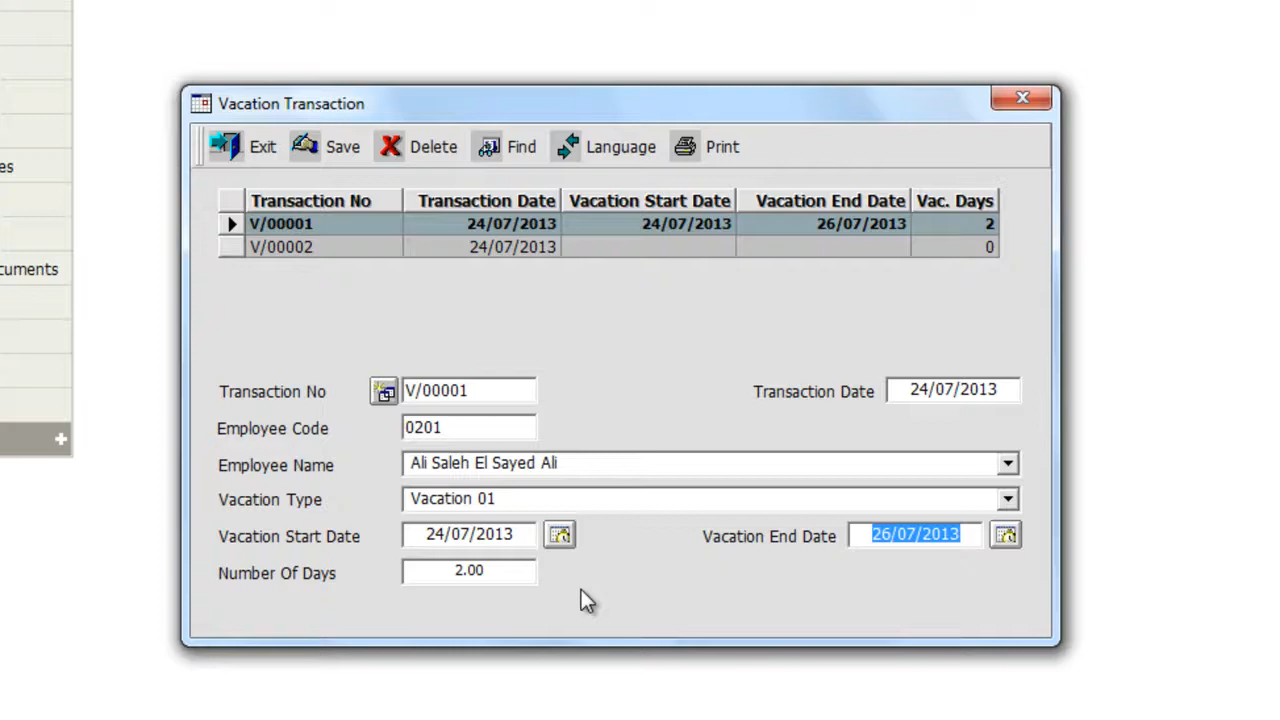 es
cuments
Vacation Transaction
Exit Save Delete Find Language Print
Transaction No Transaction Date Vacation Start Date Vacation End Date Vac. Days
V/00001 24/07/2013 24/07/2013 26/07/2013 2
V/00002 24/07/2013 0
Transaction No V/00001 Transaction Date 24/07/2013
Employee Code 0201
Employee Name Ali Saleh El Sayed Ali
Vacation Type Vacation 01
Vacation Start Date 24/07/2013 Vacation End Date 26/07/2013
Number Of Days 2.00